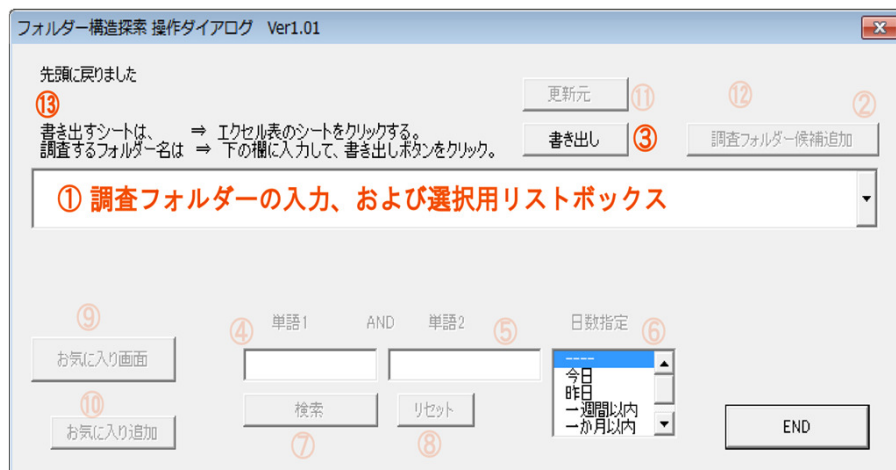 フォルダー構造探索 操作ダイアログ Ver1.01
先頭に戻りました
⑬
更新元 ⑪
⑫
②
書きだすシートは、 ⇒ エクセル表のシートをクリックする。
調査するフォルダー名は ⇒ 下の欄に入力して、書き出しボタンをクリック。
書き出し ③
調査フォルダー候補追加
① 調査フォルダーの入力、および選択用リストボックス
⑨
④ 単語1 AND 単語2 ⑤
日数指定 ⑥
お気に入り画面
----
今日
昨日
一週間以内
一か月以内
⑩
お気に入り追加
検索
リセット
⑦
⑧
END